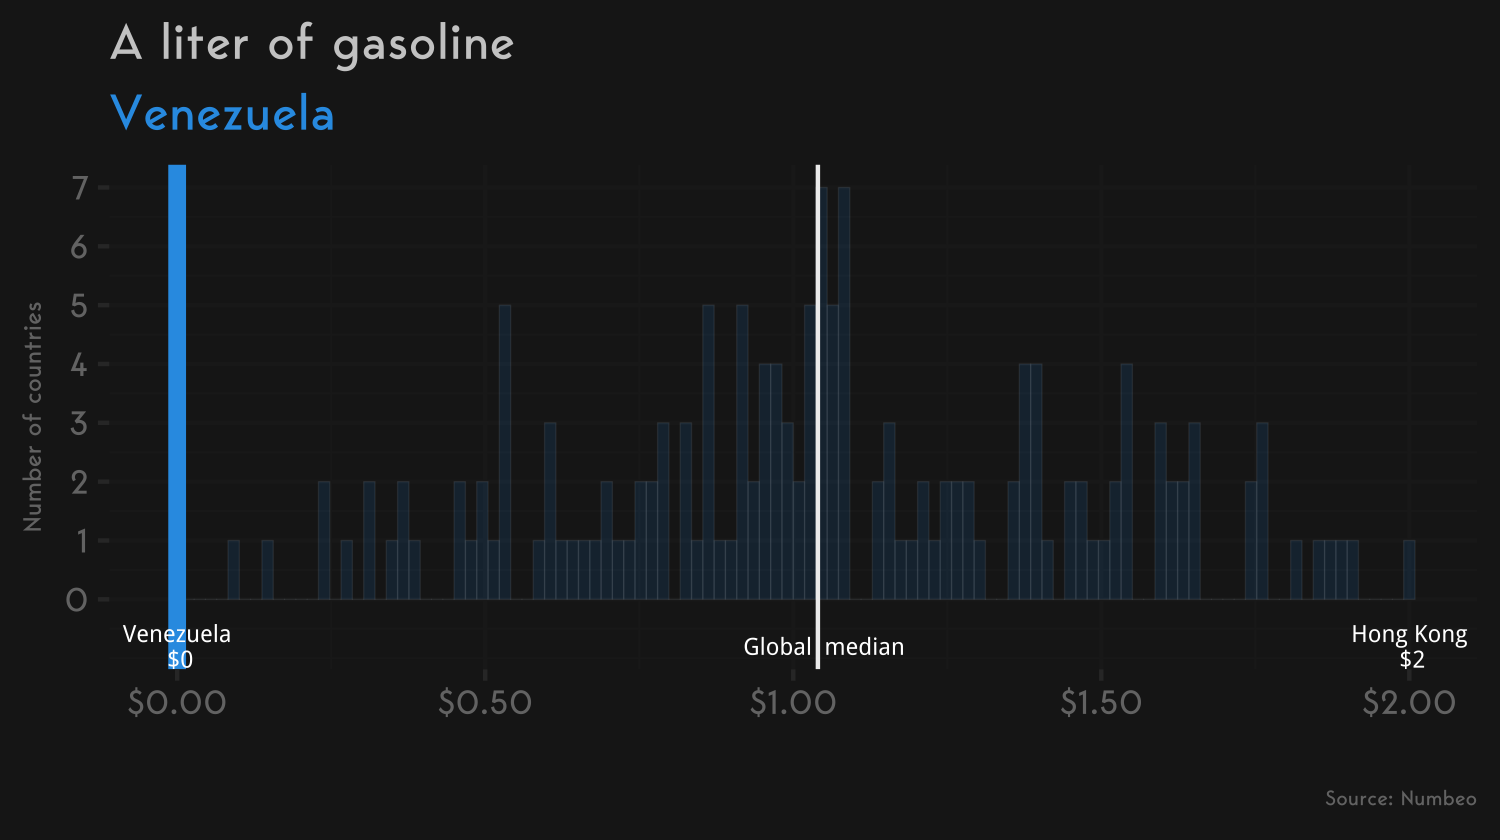 A liter of gasoline
Venezuela
Number of countries
7
6
5
4
3
2
1
0
Venezuela
$0
Global median
Hong Kong
$2
$0.00 $0.50 $1.00 $1.50 $2.00
Source: Numbeo